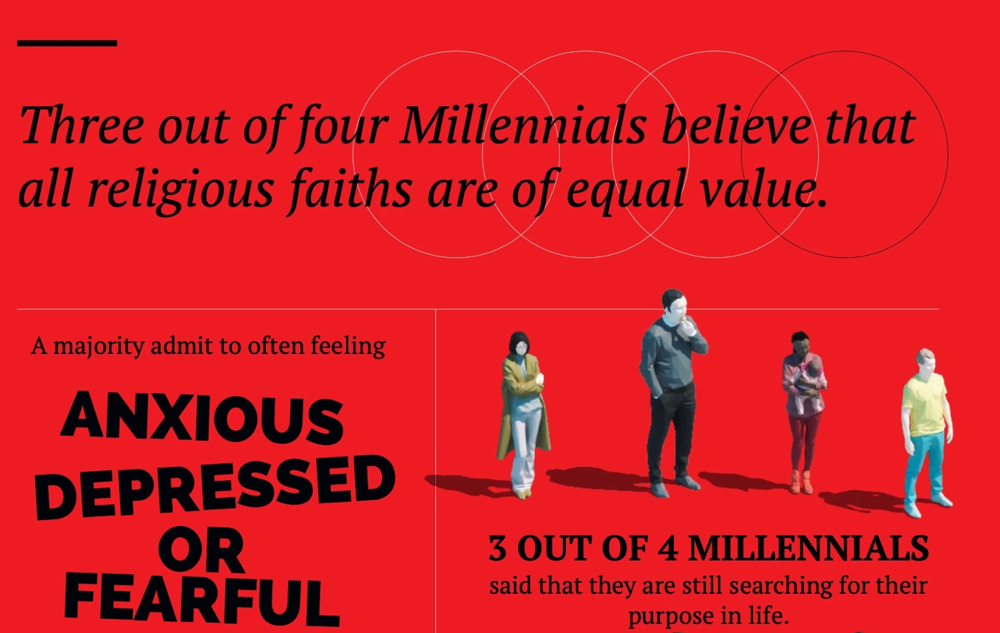 Three out of four Millennials believe that
all religious faiths are of equal value.
A majority admit to often feeling
ANXIOUS
DEPRESSED
OR
FEARFUL
3 OUT OF 4 MILLENNIALS
said that they are still searching for their
purpose in life.